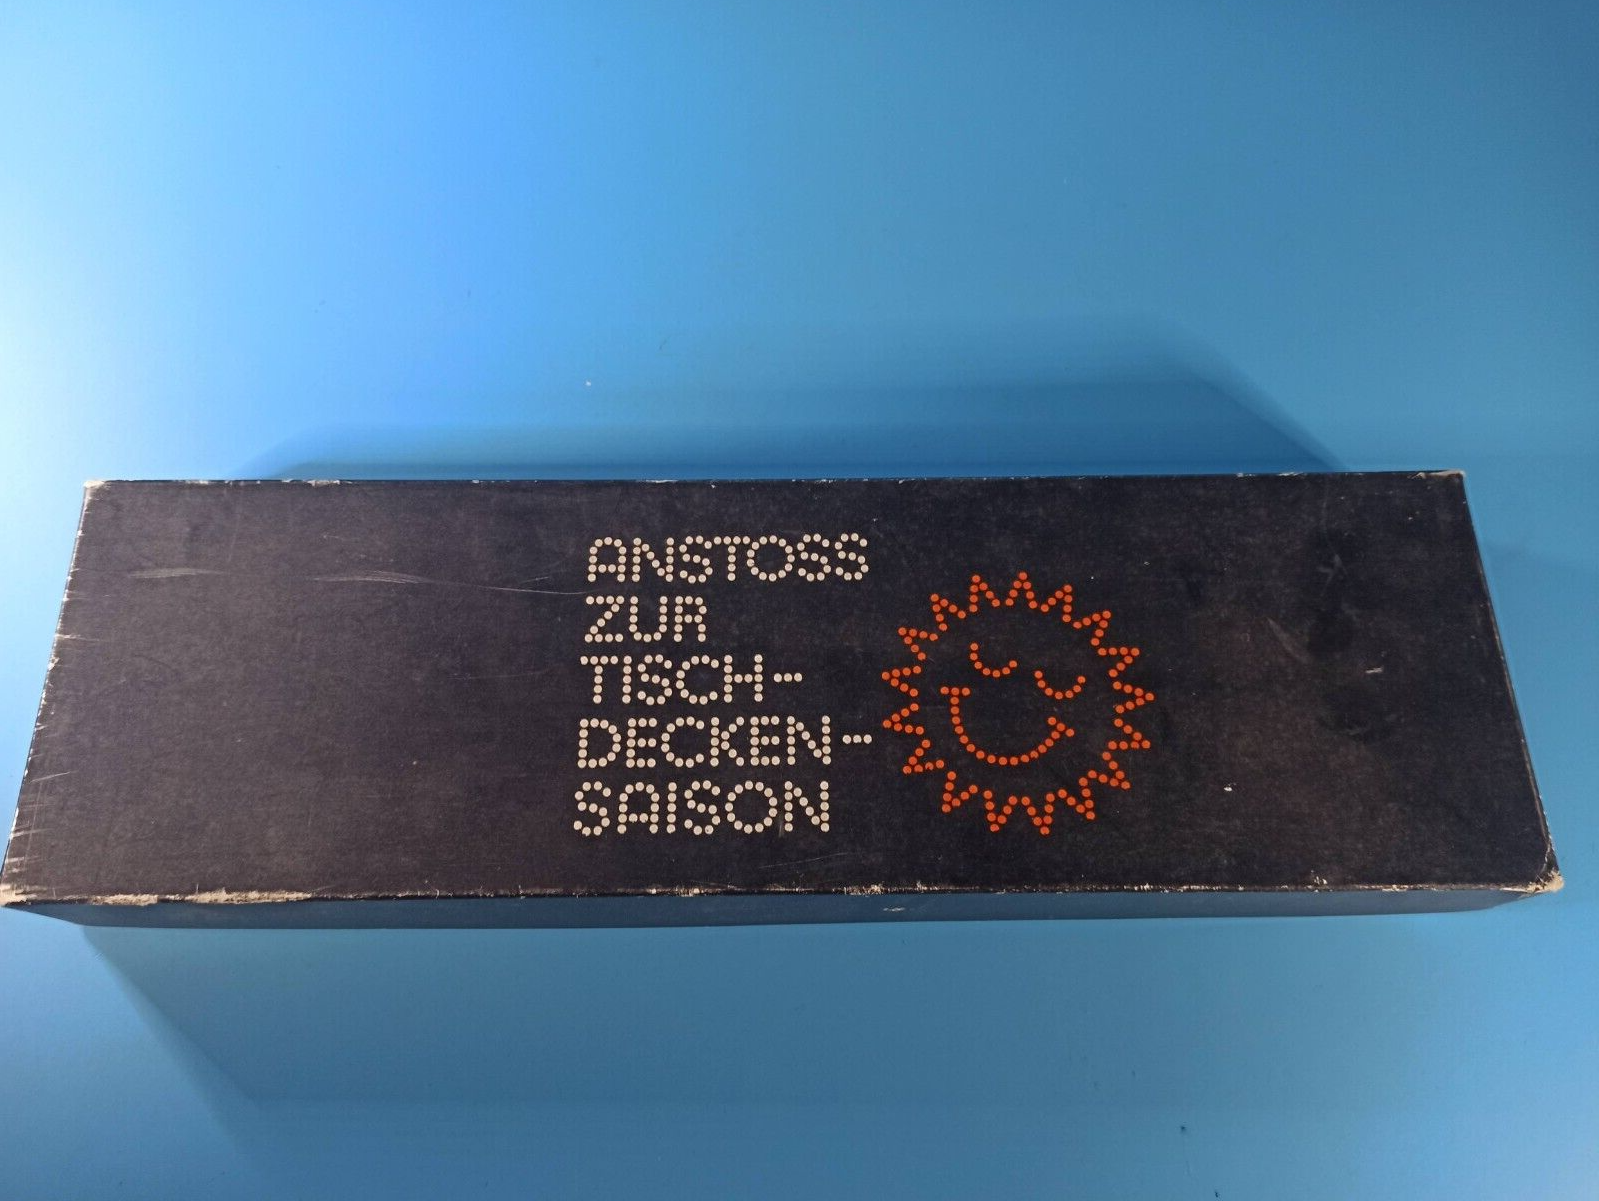 ANSTOSS
ZUR
TISCH-
DECKEN-
SAISON